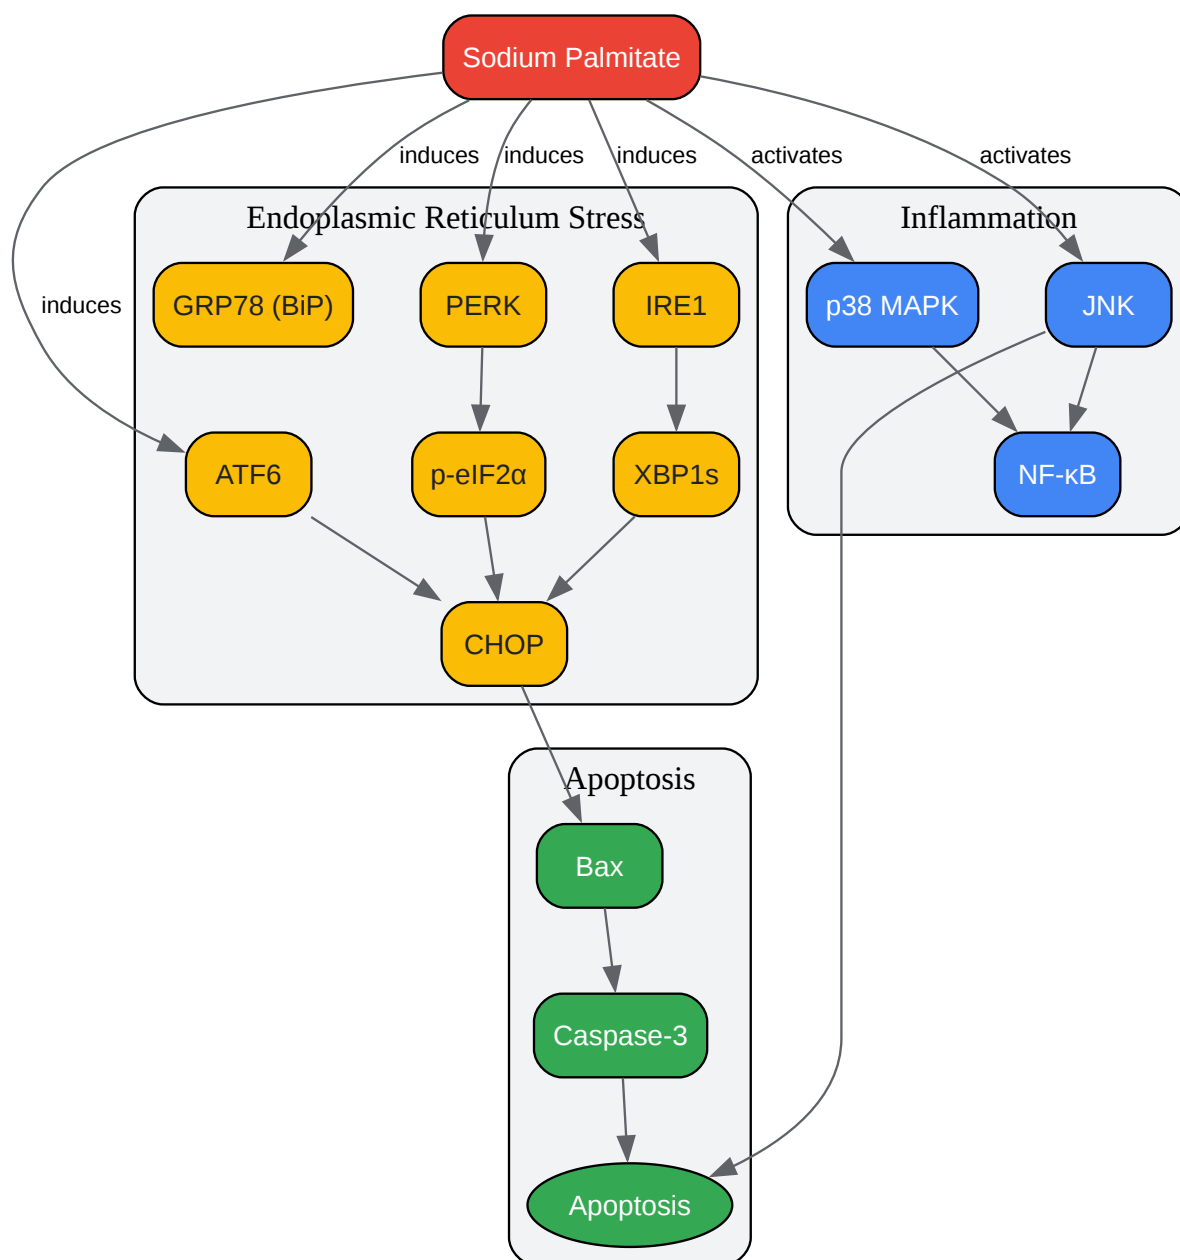 Sodium Palmitate
induces
induces
induces
activates
activates
Endoplasmic Reticulum Stress
Inflammation
induces
GRP78 (BiP)
PERK
IRE1
p38 MAPK
JNK
ATF6
p-eIF2α
XBP1s
NF-κB
CHOP
Apoptosis
Bax
Caspase-3
Apoptosis